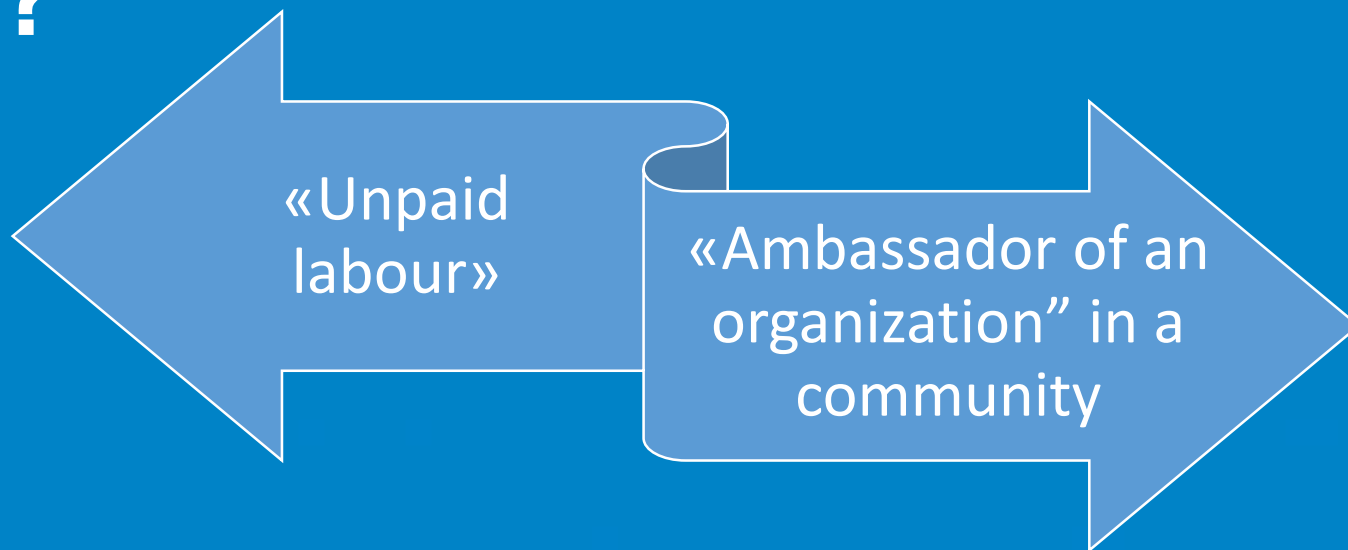 ?
«Unpaid
labour»
«Ambassador of an
organization” in a
community